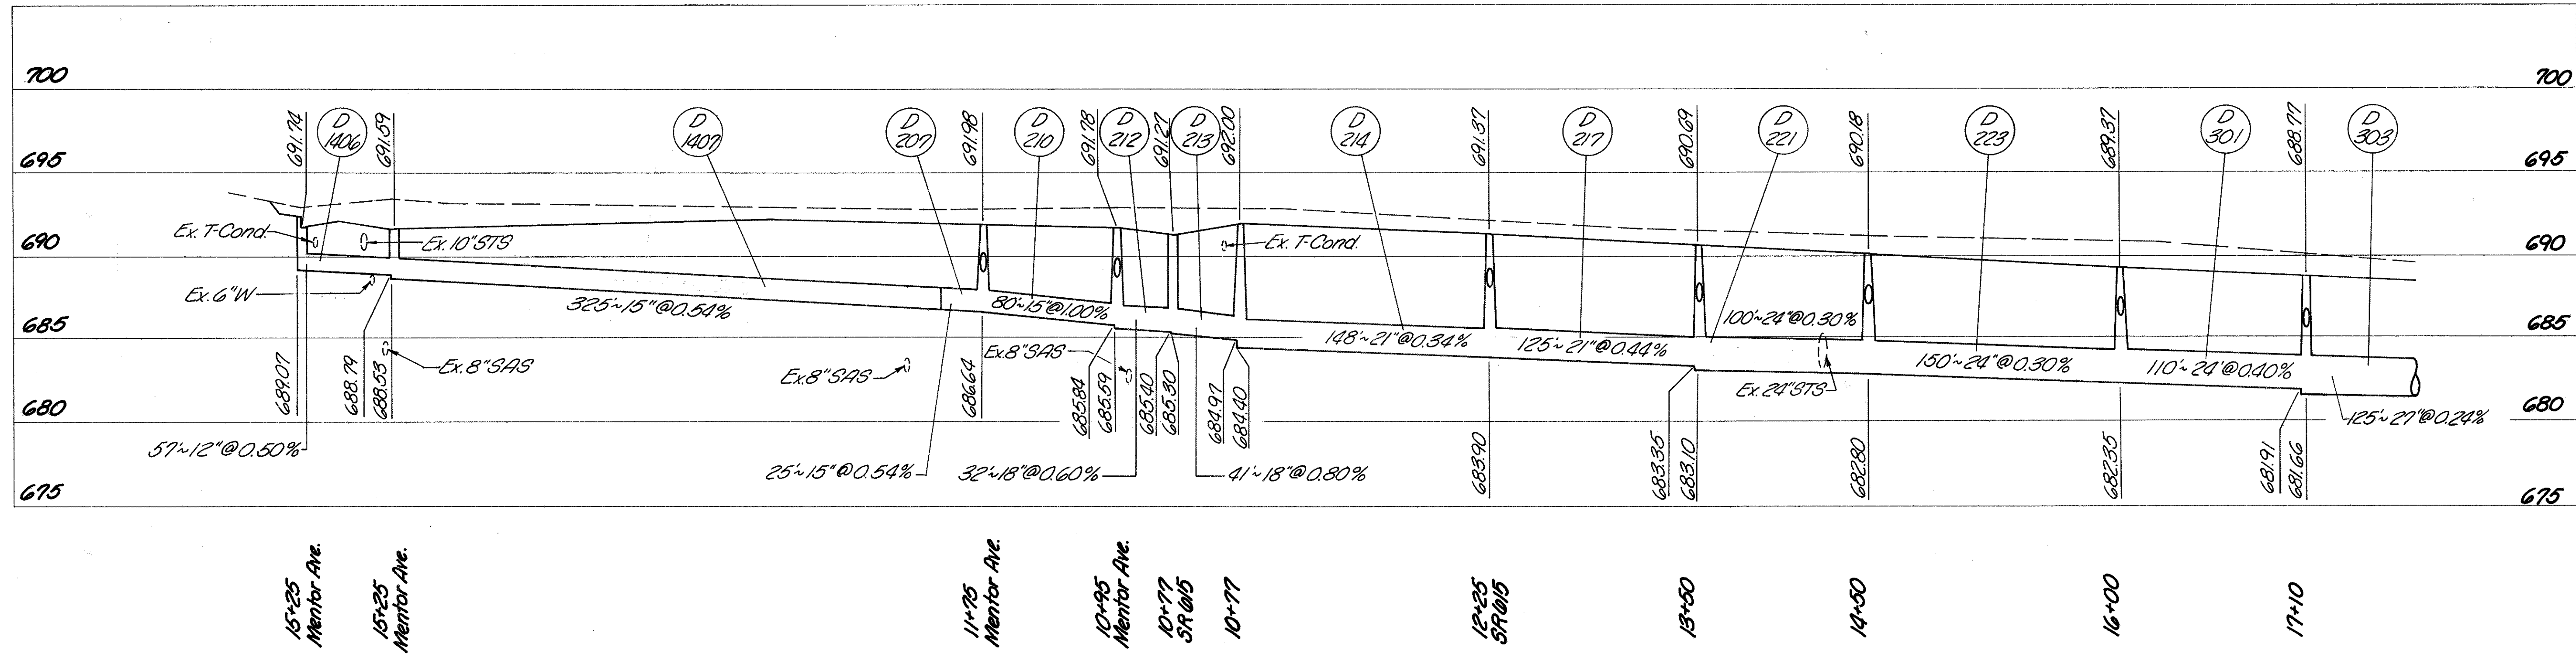 700
700
691.74
D
1406
691.59
D
1407
D
207
691.98
D
210
691.78
D
212
691.27
D
213
692.00
D
214
691.37
D
217
690.69
D
221
690.18
D
223
689.37
D
301
688.77
D
303
695
695
Ex. T-Cond.
Ex. 10"STS
Ex. T-Cond.
690
690
Ex. 6"W
325'~15"@0.54%
80'~15"@1.00%
685
148'~21"@0.34%
125'~21"@0.44%
100'~24"@0.30%
685
Ex. 8"SAS
Ex.8"SAS
Ex.8"SAS
Ex. 24"STS
150'~24"@0.30%
110'~24"@0.40%
689.07
688.79
688.53
686.64
685.84
685.59
685.40
685.30
684.97
684.40
683.90
683.35
683.10
682.80
682.35
681.91
681.66
680
680
125'~27"@0.24%
57'~12"@0.50%
25'~15"@0.54%
32'~18"@0.60%
41'~18"@0.80%
675
675
15+25
Mentor Ave.
15+25
Mentor Ave.
11+75
Mentor Ave.
10+95
Mentor Ave.
10+77
SR 615
10+77
12+25
SR 615
13+50
14+50
16+00
17+10